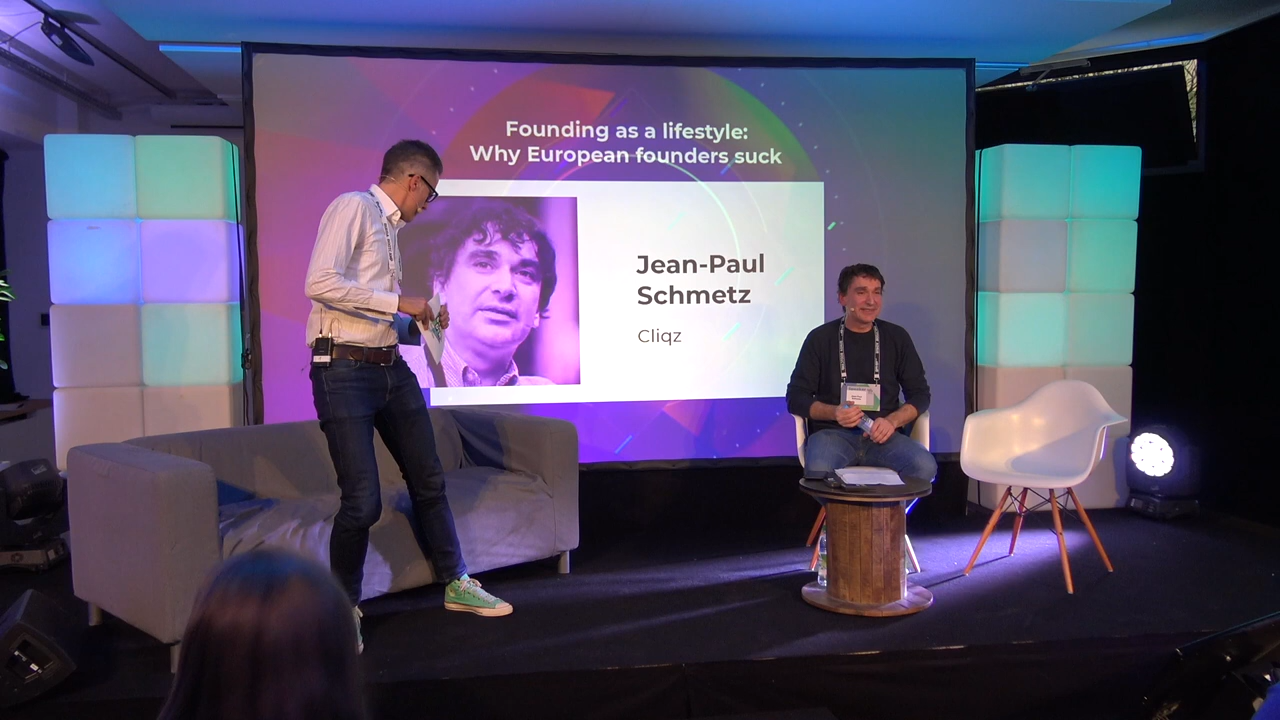 Founding as a lifestyle:
Why European founders suck
Jean-Paul
Schmetz
Cliqz